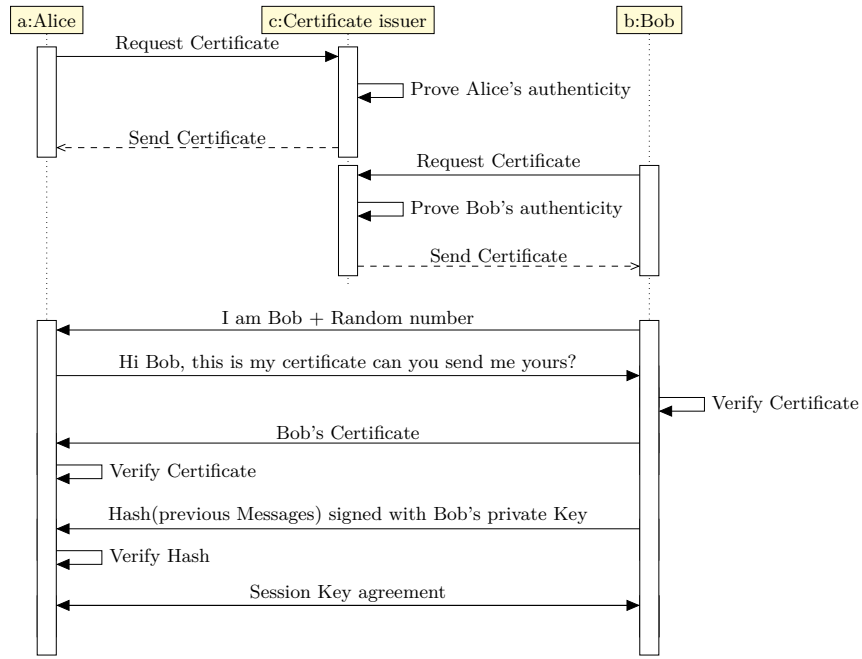 a:Alice
c:Certificate issuer
b:Bob
Request Certificate
Prove Alice's authenticity
Send Certificate
Request Certificate
Prove Bob's authenticity
Send Certificate
I am Bob + Random number
Hi Bob, this is my certificate can you send me yours?
Verify Certificate
Bob's Certificate
Verify Certificate
Hash(previous Messages) signed with Bob's private Key
Verify Hash
Session Key agreement